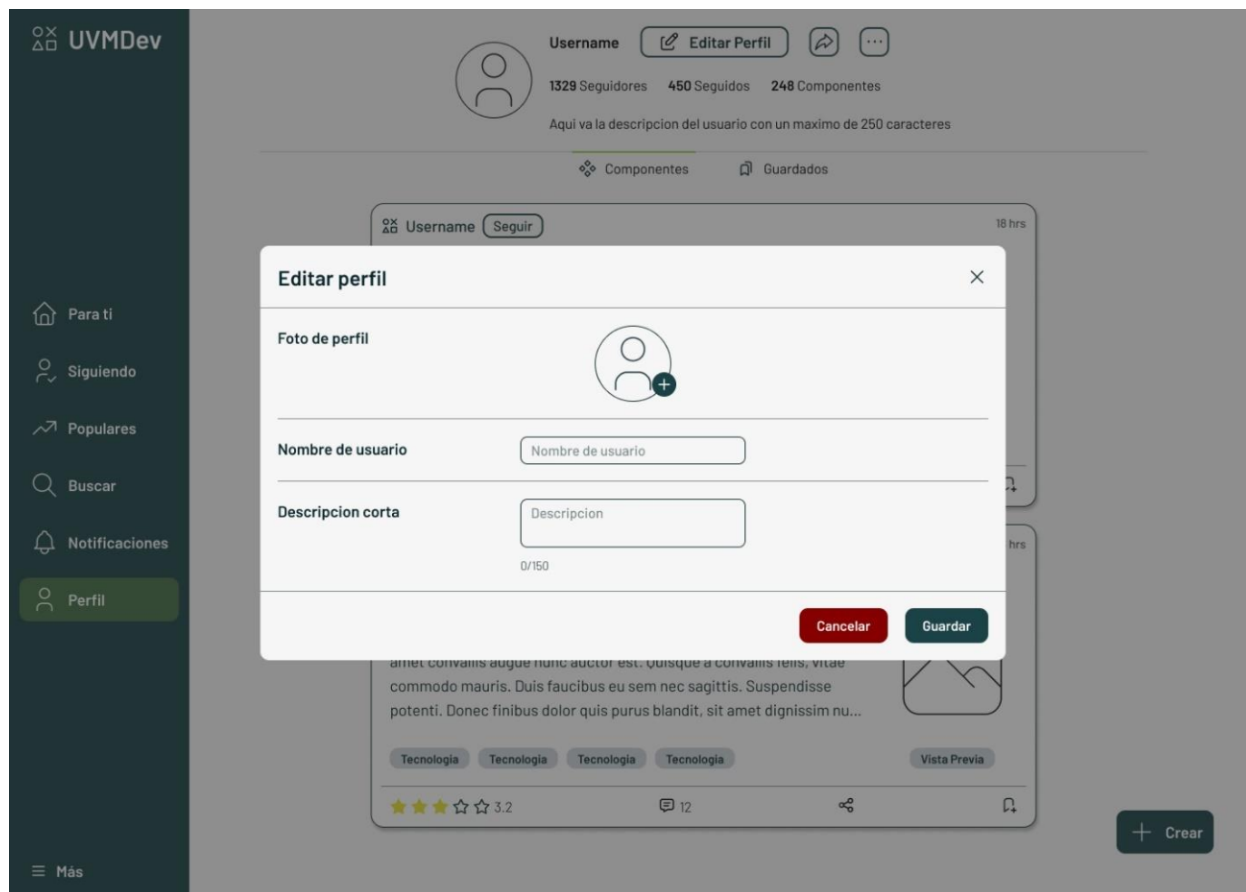 UVMDev
Username Editar Perfil
1329 Seguidores 450 Seguidos 248 Componentes
Aqui va la descripcion del usuario con un maximo de 250 caracteres
Componentes Guardados
Username Seguir 18 hrs
Editar perfil
Foto de perfil
Nombre de usuario Nombre de usuario
Descripcion corta Descripcion
0/150
Cancelar Guardar
Para ti
Siguiendo
Populares
Buscar
Notificaciones
Perfil
Más
hrs
amet convallis augue nunc auctor est. Quisque a convallis felis, vitae
commodo mauris. Duis faucibus eu sem nec sagittis. Suspendisse
potenti. Donec finibus dolor quis purus blandit, sit amet dignissim nu...
Tecnologia Tecnologia Tecnologia Tecnologia Vista Previa
3.2 12
Crear